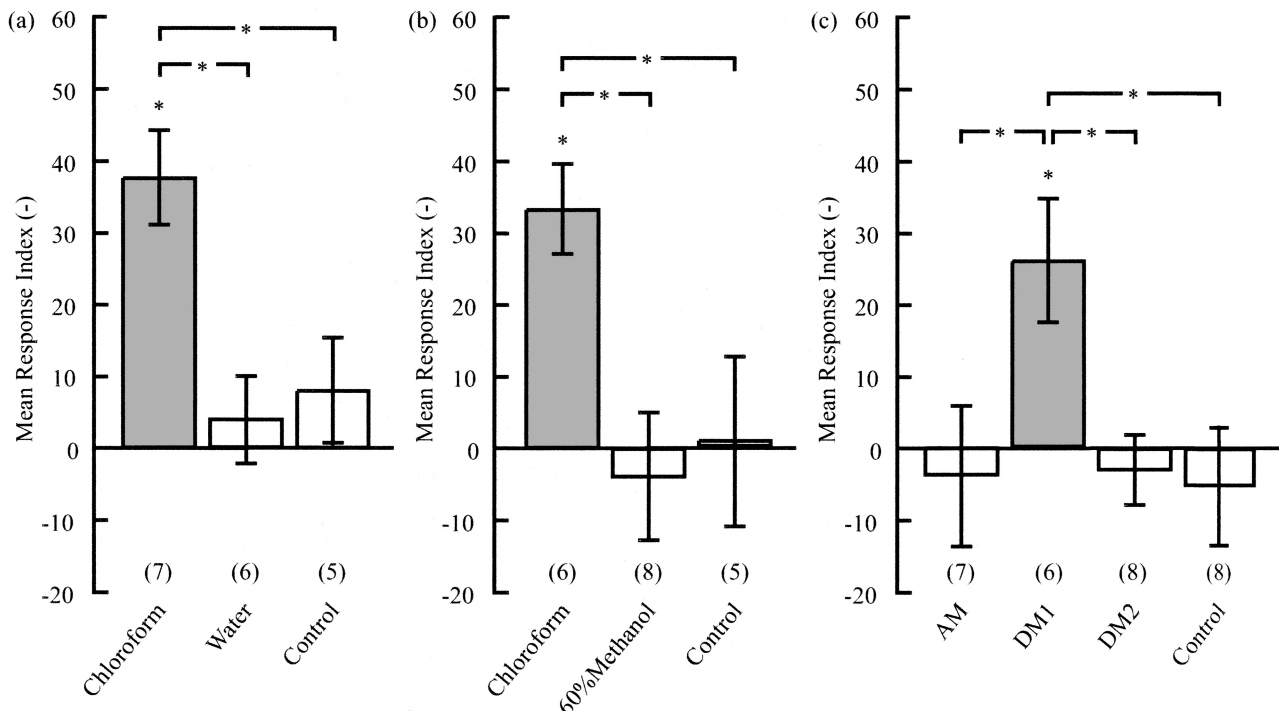 (a)
60
50
40
30
20
10
0
-10
-20
Mean Response Index (-)
*
*
*
(7) (6) (5)
Chloroform
Water
Control
(b)
60
50
40
30
20
10
0
-10
-20
Mean Response Index (-)
*
*
*
(6) (8) (5)
Chloroform
60%Methanol
Control
(c)
60
50
40
30
20
10
0
-10
-20
Mean Response Index (-)
*
* *
*
(7) (6) (8) (8)
AM
DM1
DM2
Control